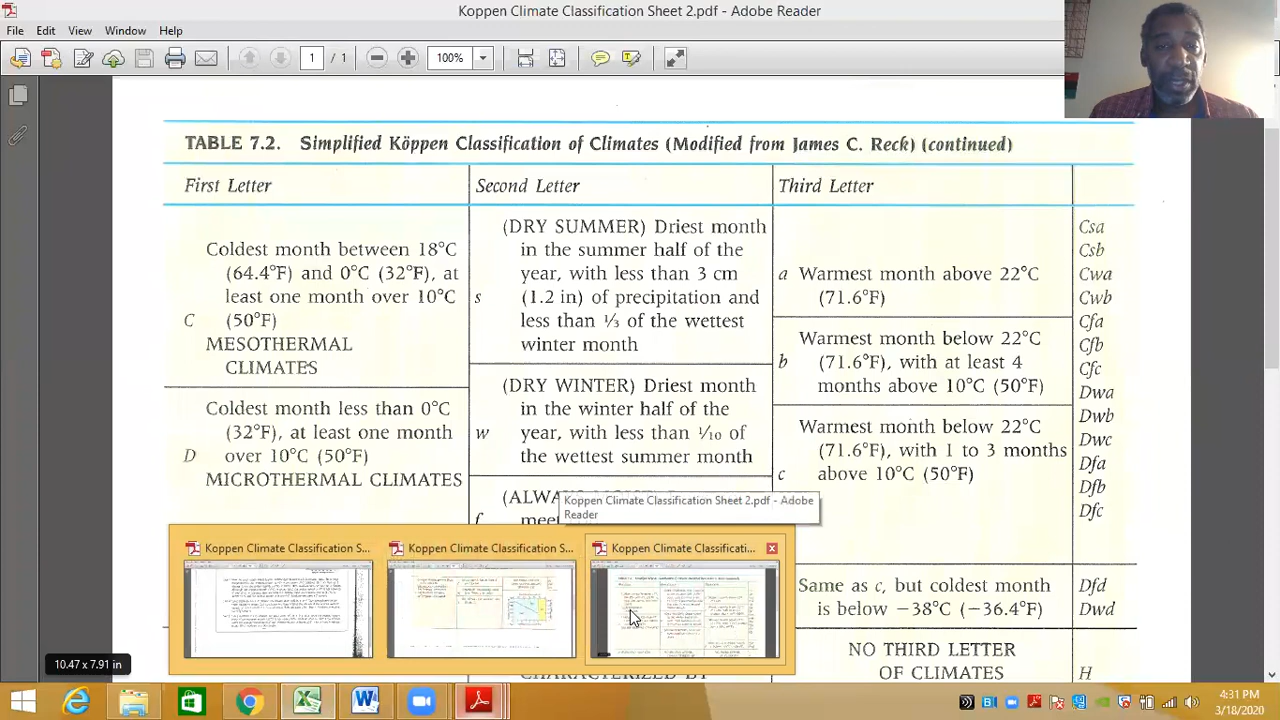 Koppen Climate Classification Sheet 2.pdf - Adobe Reader
File Edit View Window Help
1 / 1 100%
TABLE 7.2. Simplified Köppen Classification of Climates (Modified from James C. Reck) (continued)
First Letter
Second Letter
Third Letter
Coldest month between 18°C
(64.4°F) and 0°C (32°F), at
least one month over 10°C
C (50°F)
MESOTHERMAL
CLIMATES
Coldest month less than 0°C
(32°F), at least one month
D over 10°C (50°F)
MICROTHERMAL CLIMATES
(DRY SUMMER) Driest month
in the summer half of the
year, with less than 3 cm
s (1.2 in) of precipitation and
less than 1/3 of the wettest
winter month
(DRY WINTER) Driest month
in the winter half of the
w year, with less than 1/10 of
the wettest summer month
f
CHARACTERIZED BY
a Warmest month above 22°C
(71.6°F)
Warmest month below 22°C
b (71.6°F), with at least 4
months above 10°C (50°F)
Warmest month below 22°C
(71.6°F), with 1 to 3 months
c above 10°C (50°F)
Same as c, but coldest month
is below −38°C (−36.4°F)
NO THIRD LETTER
OF CLIMATES
Csa
Csb
Cwa
Cwb
Cfa
Cfb
Cfc
Dwa
Dwb
Dwc
Dfa
Dfb
Dfc
Dfd
Dwd
H
Koppen Climate Classification Sheet 2.pdf - Adobe
Reader
Koppen Climate Classification S...
Koppen Climate Classification S...
Koppen Climate Classificati...
10.47 x 7.91 in
4:31 PM
3/18/2020